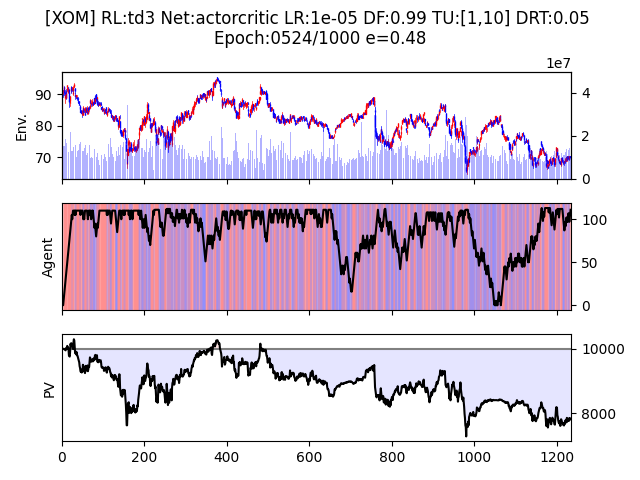 [XOM] RL:td3 Net:actorcritic LR:1e-05 DF:0.99 TU:[1,10] DRT:0.05
Epoch:0524/1000 e=0.48
1e7
Env.
90
80
70
4
2
0
Agent
100
50
0
PV
10000
8000
0 200 400 600 800 1000 1200